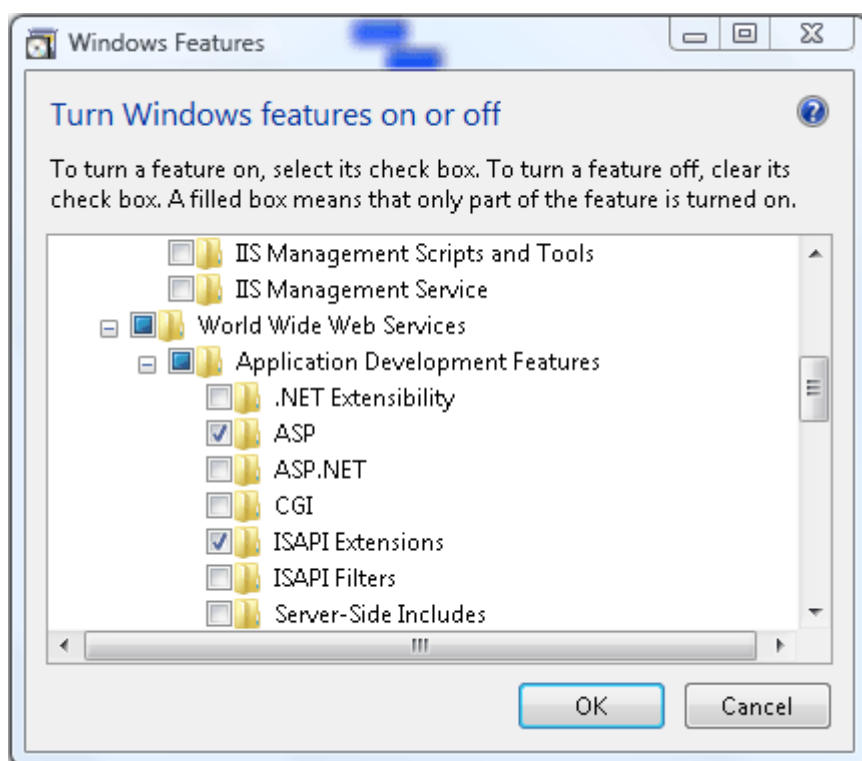 Windows Features
Turn Windows features on or off
To turn a feature on, select its check box. To turn a feature off, clear its
check box. A filled box means that only part of the feature is turned on.
IIS Management Scripts and Tools
IIS Management Service
World Wide Web Services
Application Development Features
.NET Extensibility
ASP
ASP.NET
CGI
ISAPI Extensions
ISAPI Filters
Server-Side Includes
OK
Cancel